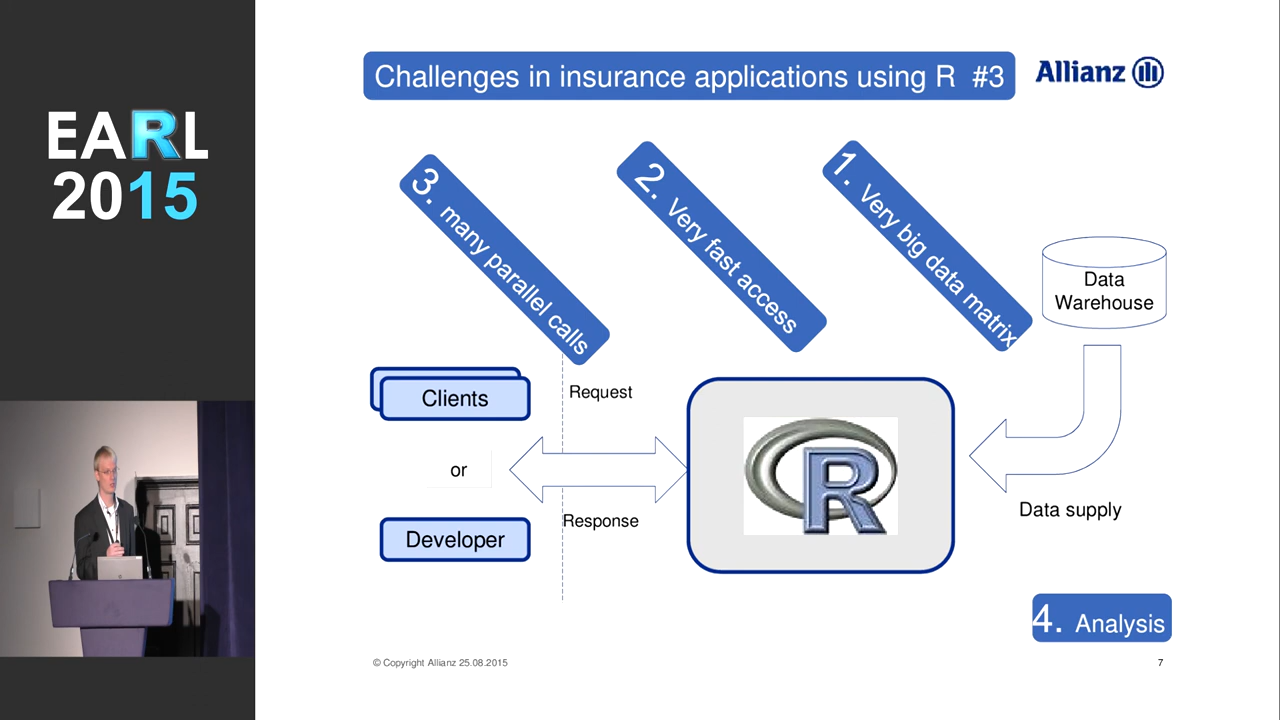 EARL
2015
Challenges in insurance applications using R #3
Allianz
3. many parallel calls
2. Very fast access
1. Very big data matrix
Data
Warehouse
Clients
Request
or
R
Response
Developer
Data supply
4. Analysis
© Copyright Allianz 25.08.2015
7